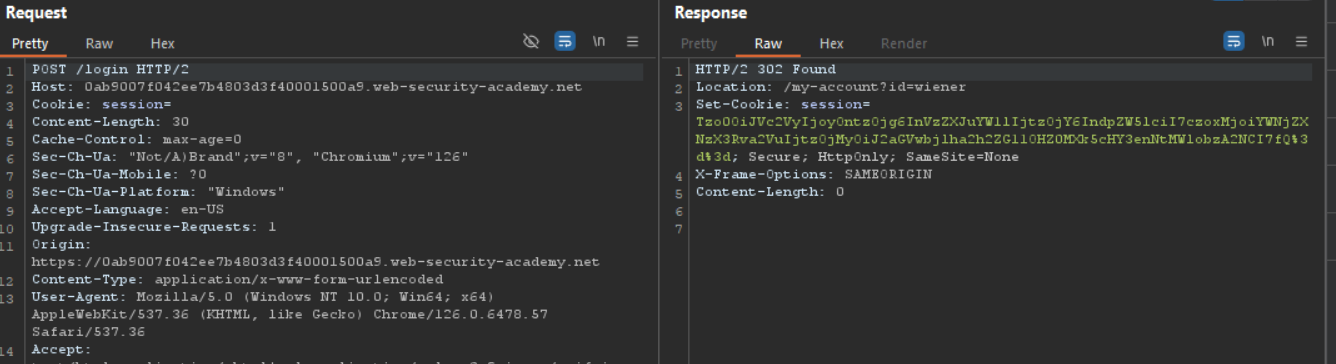 Request
Pretty Raw Hex \n
1 POST /login HTTP/2
2 Host: 0ab9007f042ee7b4803d3f40001500a9.web-security-academy.net
3 Cookie: session=
4 Content-Length: 30
5 Cache-Control: max-age=0
6 Sec-Ch-Ua: "Not/A)Brand";v="8", "Chromium";v="126"
7 Sec-Ch-Ua-Mobile: ?0
8 Sec-Ch-Ua-Platform: "Windows"
9 Accept-Language: en-US
10 Upgrade-Insecure-Requests: 1
11 Origin:
https://0ab9007f042ee7b4803d3f40001500a9.web-security-academy.net
12 Content-Type: application/x-www-form-urlencoded
13 User-Agent: Mozilla/5.0 (Windows NT 10.0; Win64; x64)
AppleWebKit/537.36 (KHTML, like Gecko) Chrome/126.0.6478.57
Safari/537.36
14 Accept:
Response
Pretty Raw Hex Render \n
1 HTTP/2 302 Found
2 Location: /my-account?id=wiener
3 Set-Cookie: session=
d%3d; Secure; HttpOnly; SameSite=None
4 X-Frame-Options: SAMEORIGIN
5 Content-Length: 0
6
7